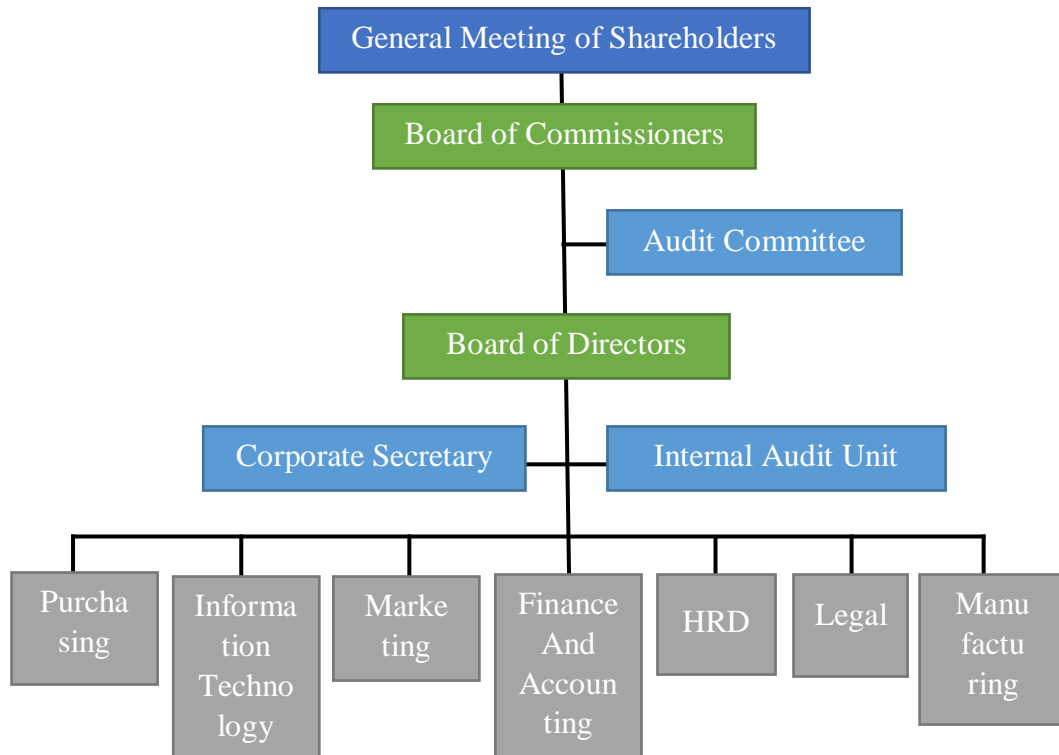 General Meeting of Shareholders
Board of Commissioners
Audit Committee
Board of Directors
Corporate Secretary
Internal Audit Unit
Purcha
sing
Informa
tion
Techno
logy
Marke
ting
Finance
And
Accoun
ting
HRD
Legal
Manu
factu
ring